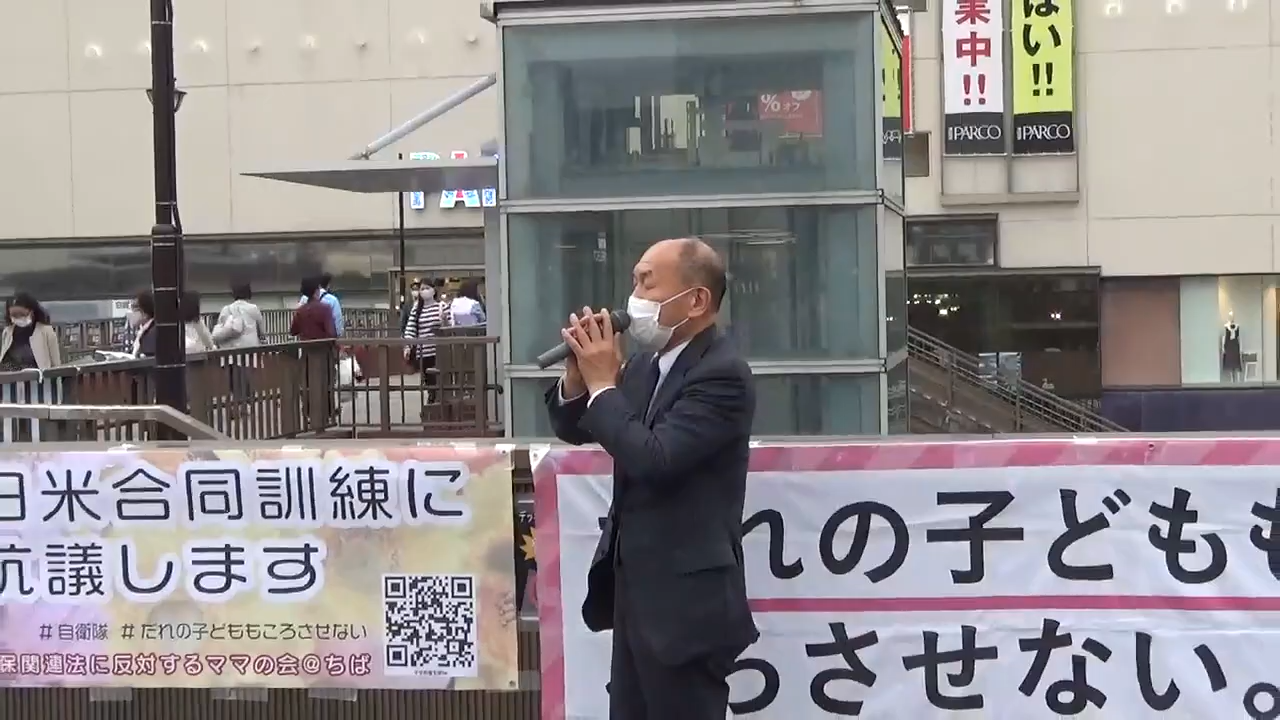 業中!!
はい!!
PARCO
PARCO
%オフ
日米合同訓練に
抗議します
#自衛隊 #だれの子どももころさせない
保関連法に反対するママの会@ちば
れの子ども
ろさせない。